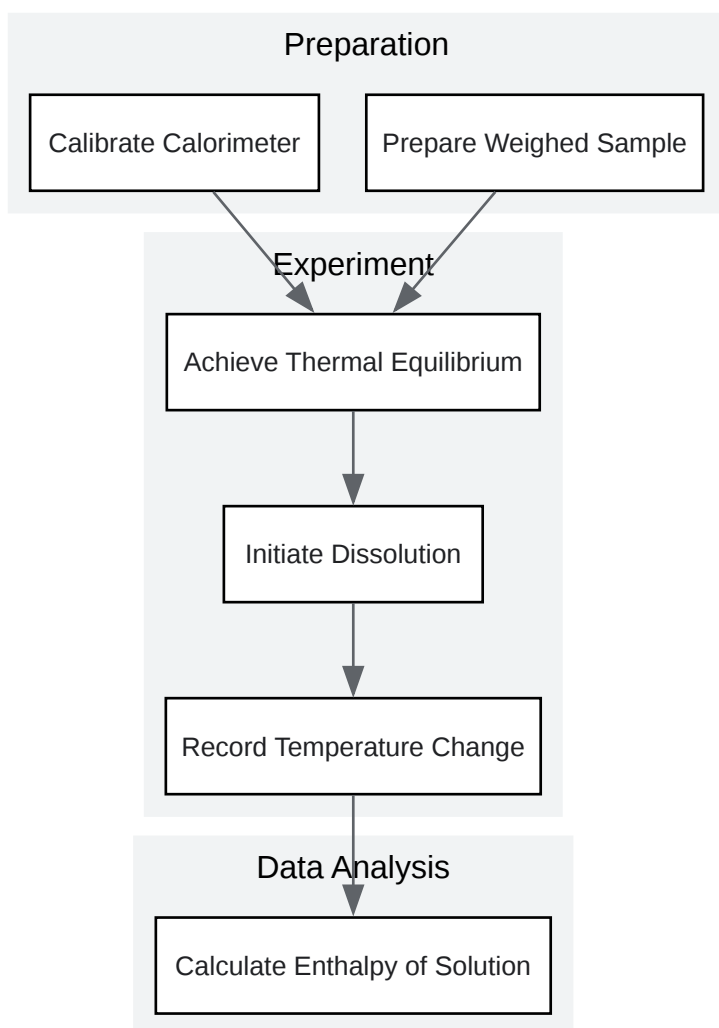 Preparation
Calibrate Calorimeter
Prepare Weighed Sample
Experiment
Achieve Thermal Equilibrium
Initiate Dissolution
Record Temperature Change
Data Analysis
Calculate Enthalpy of Solution